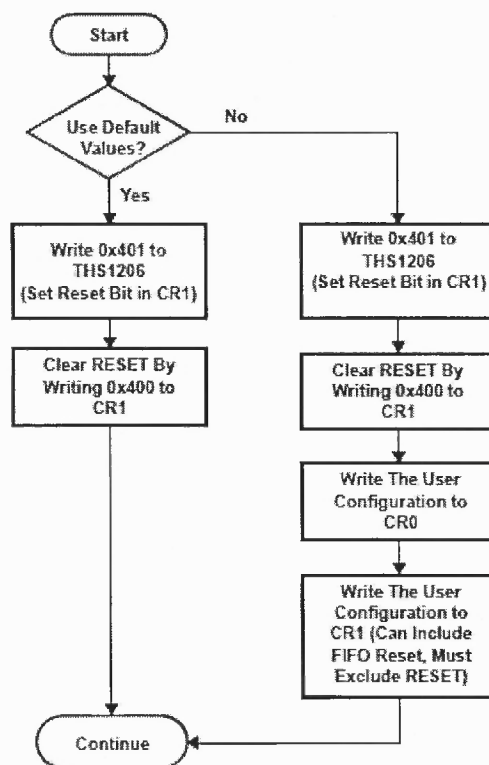 Start
Use Default
Values?
No
Yes
Write 0x401 to
THS1206
(Set Reset Bit in CR1)
Clear RESET By
Writing 0x400 to
CR1
Write 0x401 to
THS1206
(Set Reset Bit in CR1)
Clear RESET By
Writing 0x400 to
CR1
Write The User
Configuration to
CR0
Write The User
Configuration to
CR1 (Can Include
FIFO Reset, Must
Exclude RESET)
Continue